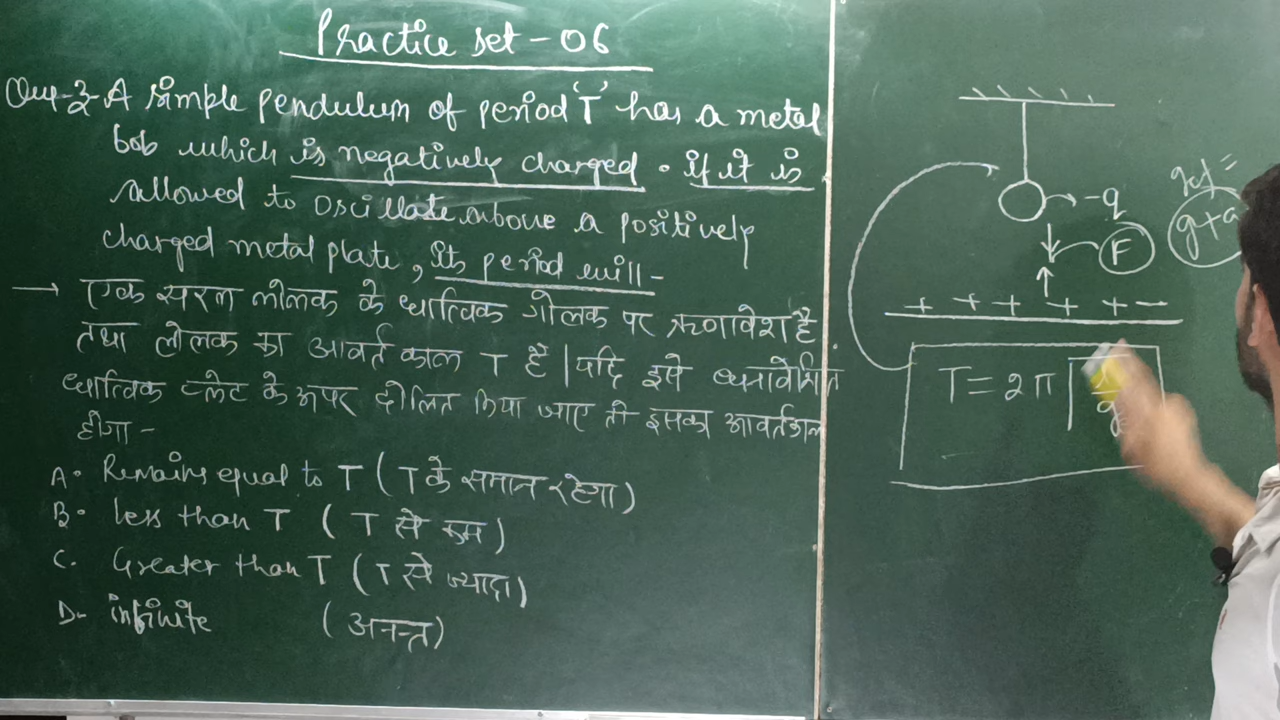 Practice set - 06
Que-3- A simple pendulum of period 'T' has a metal
bob which is negatively charged. if it is
allowed to oscillate above a positively
charged metal plate, its period will -
→ एक सरल लोलक के धात्विक गोलक पर ऋणावेश है
तथा लोलक का आवर्त काल T है | यदि इसे धनावेशित
धात्विक प्लेट के ऊपर दोलित किया जाए तो इसका आवर्तकाल
होगा -
A. Remains equal to T (T के समान रहेगा)
B. less than T (T से कम)
C. Greater than T (T से ज्यादा)
D- infinite (अनन्त)
→ -q
F
g+a
+ + + + + -
T = 2π